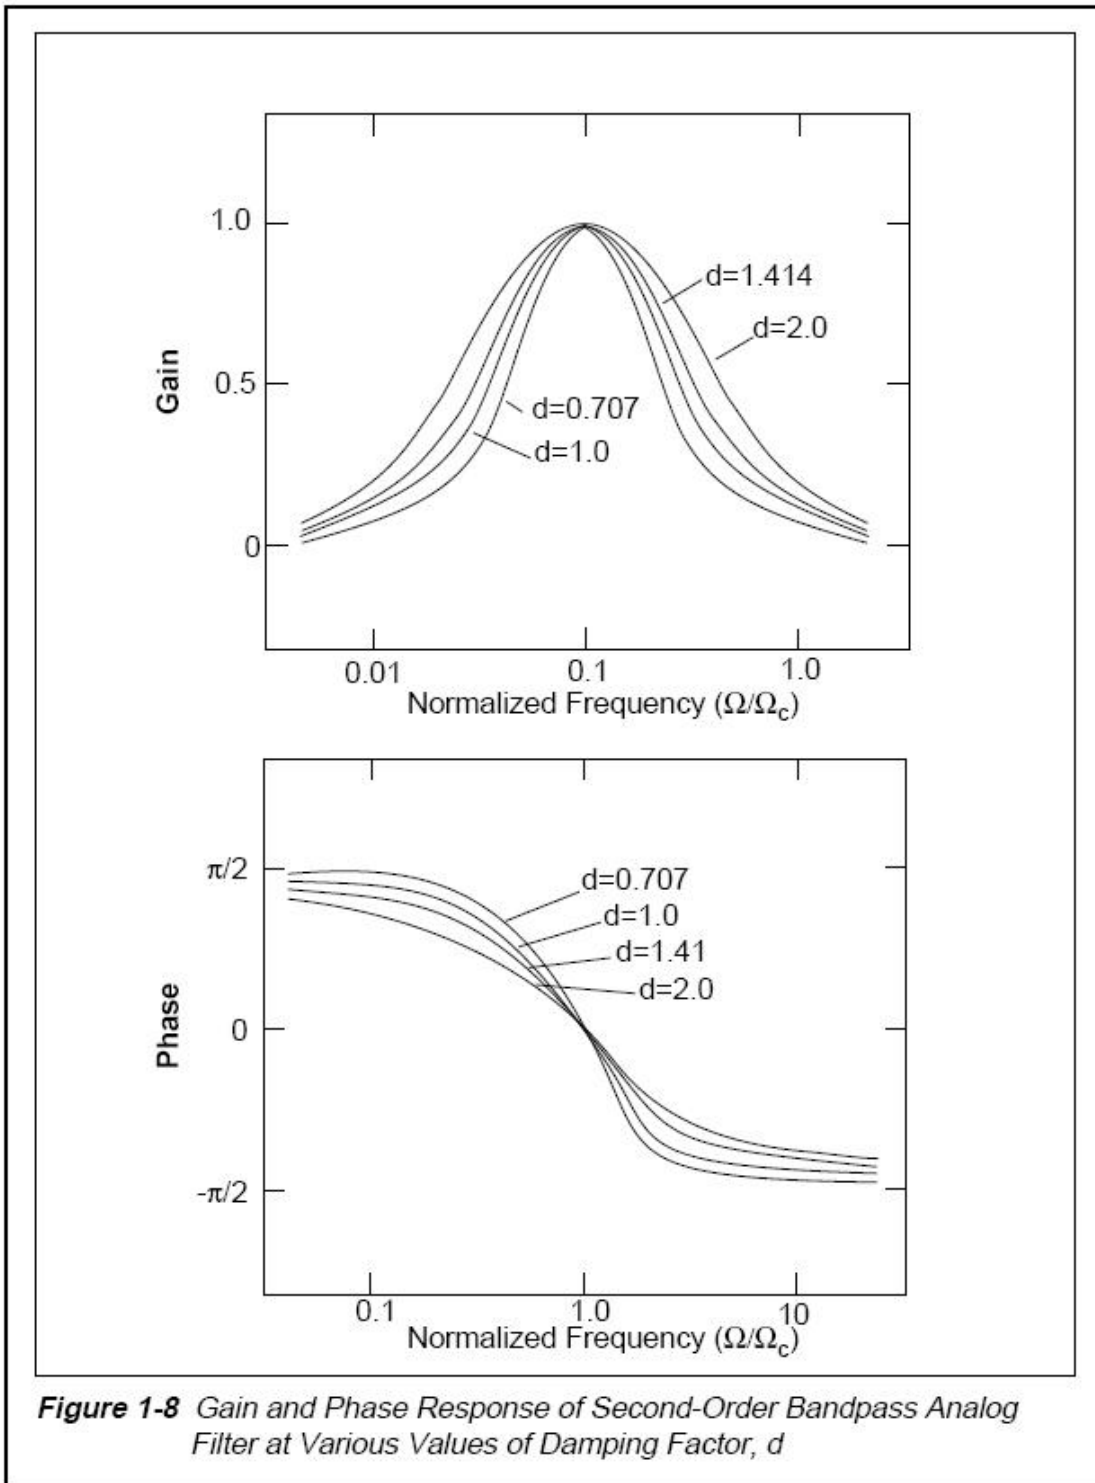 1.0
d=1.414
d=2.0
Gain
0.5
d=0.707
d=1.0
0
0.01 0.1 1.0
Normalized Frequency (Ω/Ωc)
π/2
d=0.707
d=1.0
d=1.41
d=2.0
Phase
0
-π/2
0.1 1.0 10
Normalized Frequency (Ω/Ωc)
Figure 1-8 Gain and Phase Response of Second-Order Bandpass Analog
Filter at Various Values of Damping Factor, d